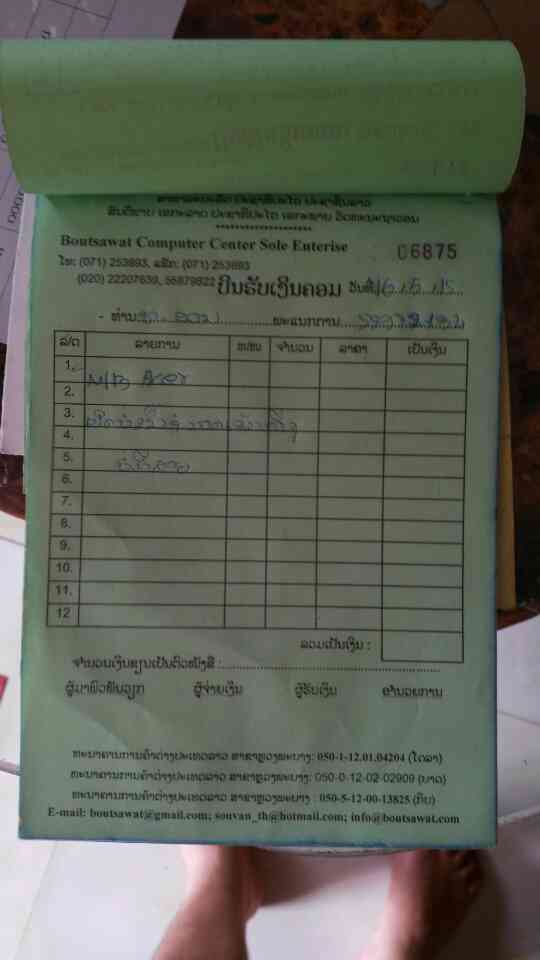 ສາທາລະນະລັດ ປະຊາທິປະໄຕ ປະຊາຊົນລາວ
ສັນຕິພາບ ເອກະລາດ ປະຊາທິປະໄຕ ເອກະພາບ ວັດທະນະຖາວອນ
********************
Boutsawat Computer Center Sole Enterise
06875
ໂທ: (071) 253893, ແຟັກ: (071) 253893
(020) 22207639, 55879822
ບິນຮັບເງິນຄອມ ວັນທີ 16.5.15
- ທ່ານ ພະແນກການ
ລ/ດ ລາຍການ ຫ/ໜ ຈຳນວນ ລາຄາ ເປັນເງິນ
1. N/B Acer
2.
3.
4.
5.
6.
7.
8.
9.
10.
11.
12
ລວມເປັນເງິນ :
ຈຳນວນເງິນຂຽນເປັນຕົວໜັງສື :
ຜູ້ມາພົວພັນວຽກ ຜູ້ຈ່າຍເງິນ ຜູ້ຮັບເງິນ ອຳນວຍການ
ທະນາຄານການຄ້າຕ່າງປະເທດລາວ ສາຂາຫຼວງພະບາງ: 050-1-12.01.04204 (ໂດລາ)
ທະນາຄານການຄ້າຕ່າງປະເທດລາວ ສາຂາຫຼວງພະບາງ: 050-0-12-02-02909 (ບາດ)
ທະນາຄານການຄ້າຕ່າງປະເທດລາວ ສາຂາຫຼວງພະບາງ : 050-5-12-00-13825 (ກີບ)
E-mail: boutsawat@gmail.com; souvan_th@hotmail.com; info@boutsawat.com